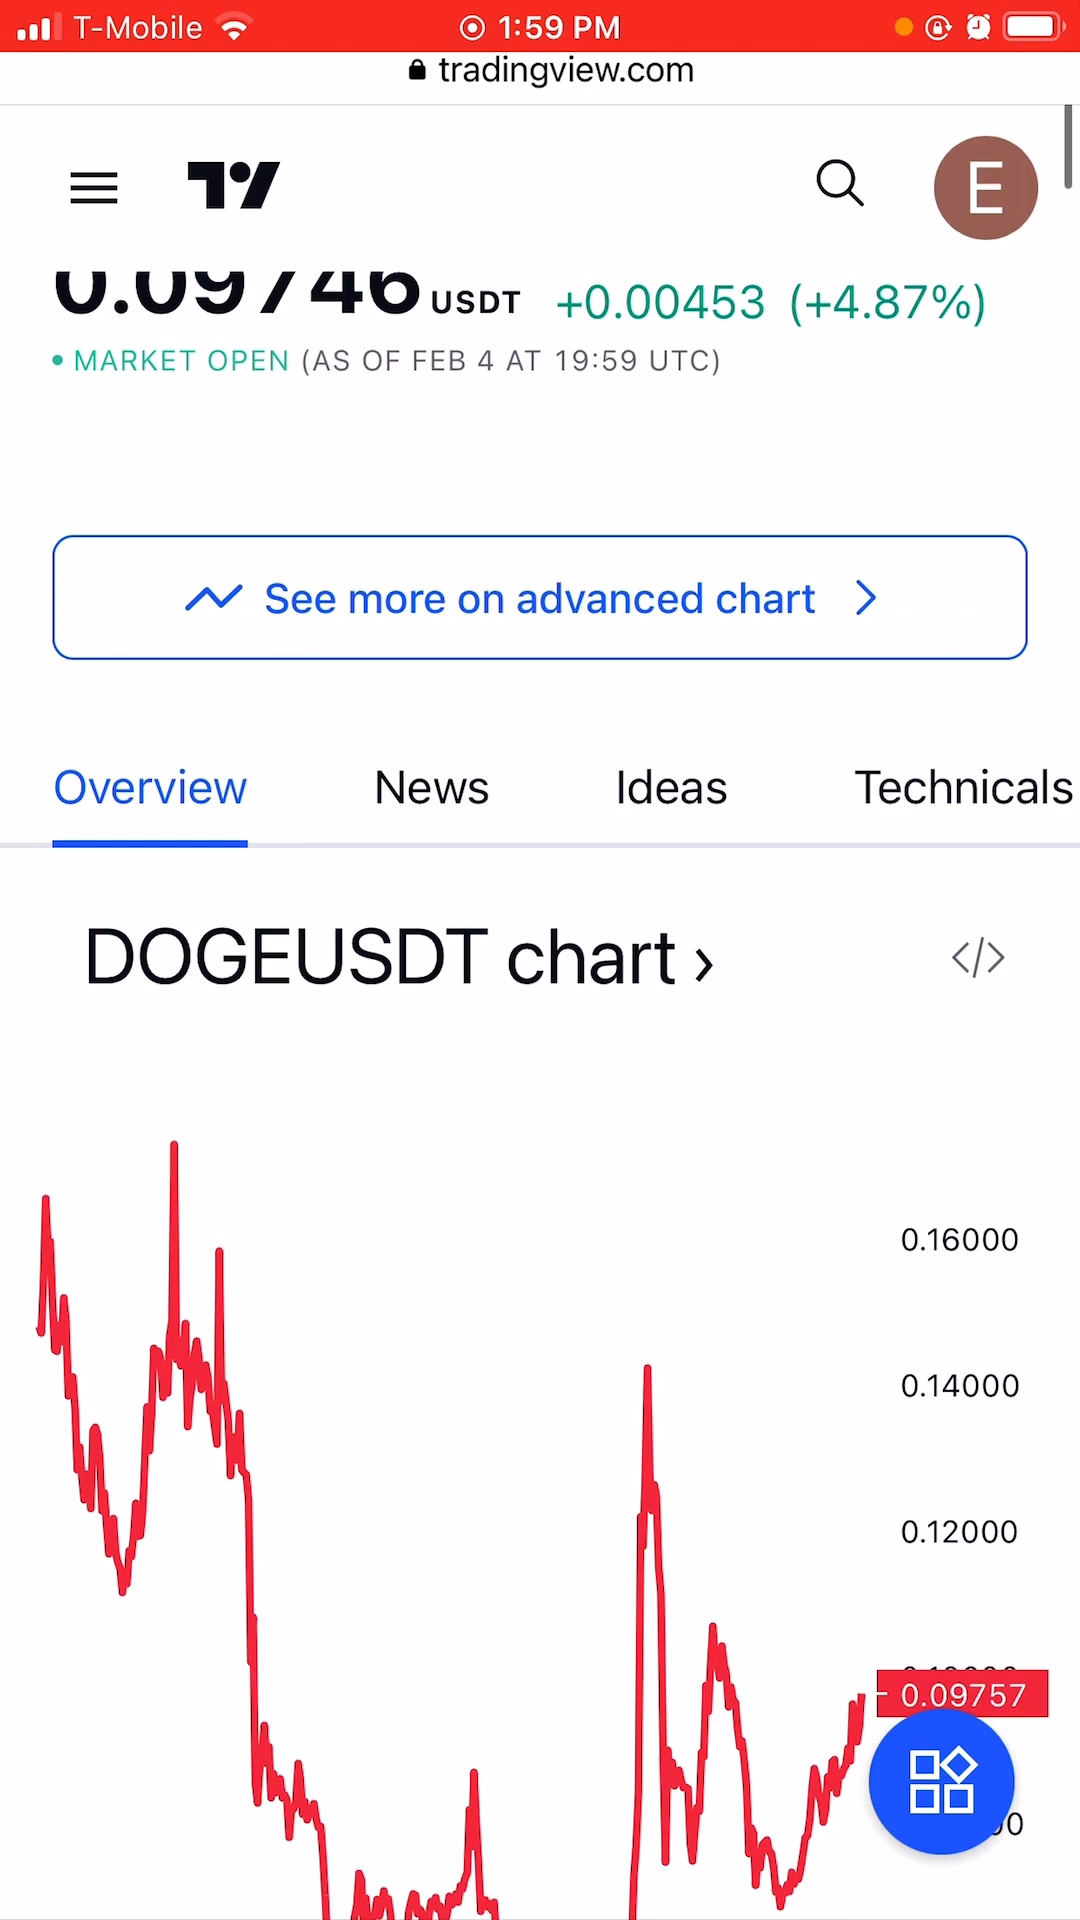 T-Mobile 1:59 PM
tradingview.com
E
0.09746 USDT +0.00453 (+4.87%)
• MARKET OPEN (AS OF FEB 4 AT 19:59 UTC)
See more on advanced chart >
Overview News Ideas Technicals
DOGEUSDT chart › </>
0.16000
0.14000
0.12000
0.09757